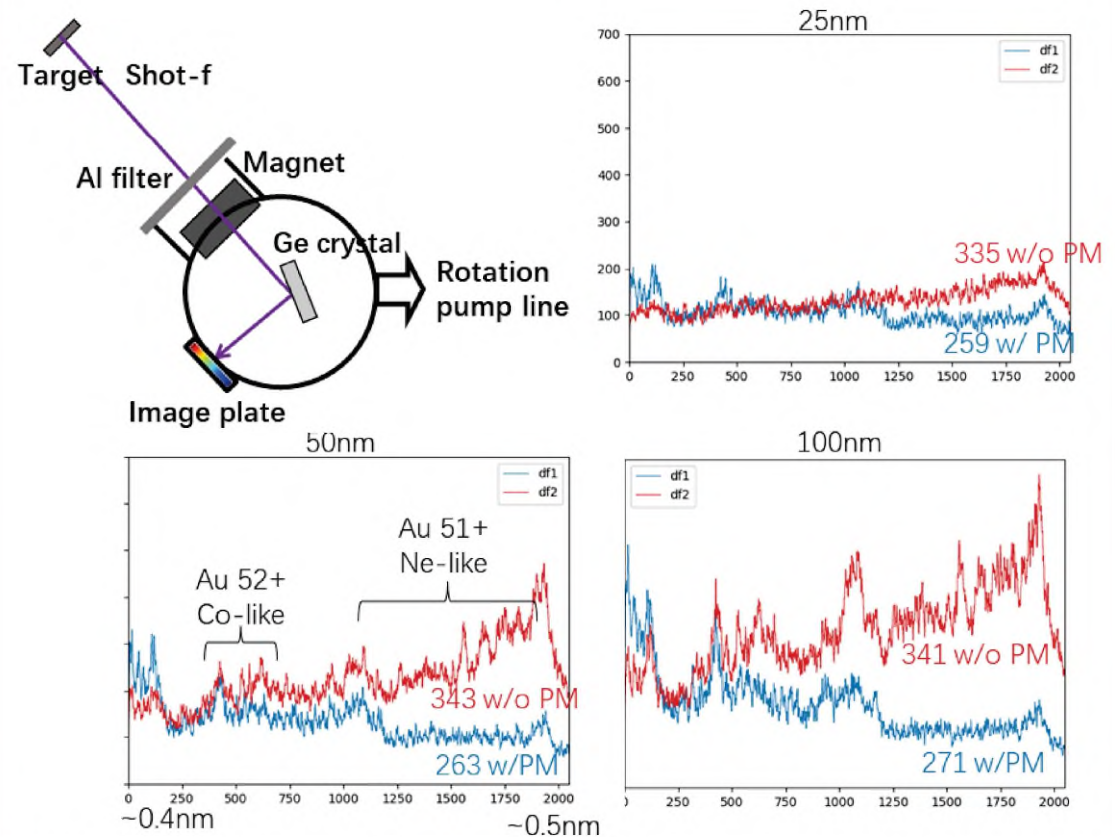 Target Shot-f
Al filter
Magnet
Ge crystal
Rotation
pump line
Image plate
25nm
700
600
500
400
300
200
100
0
df1
df2
335 w/o PM
259 w/ PM
0 250 500 750 1000 1250 1500 1750 2000
50nm
df1
df2
Au 52+
Co-like
Au 51+
Ne-like
343 w/o PM
263 w/PM
0 250 500 750 1000 1250 1500 1750 2000
~0.4nm
~0.5nm
100nm
df1
df2
341 w/o PM
271 w/PM
0 250 500 750 1000 1250 1500 1750 2000